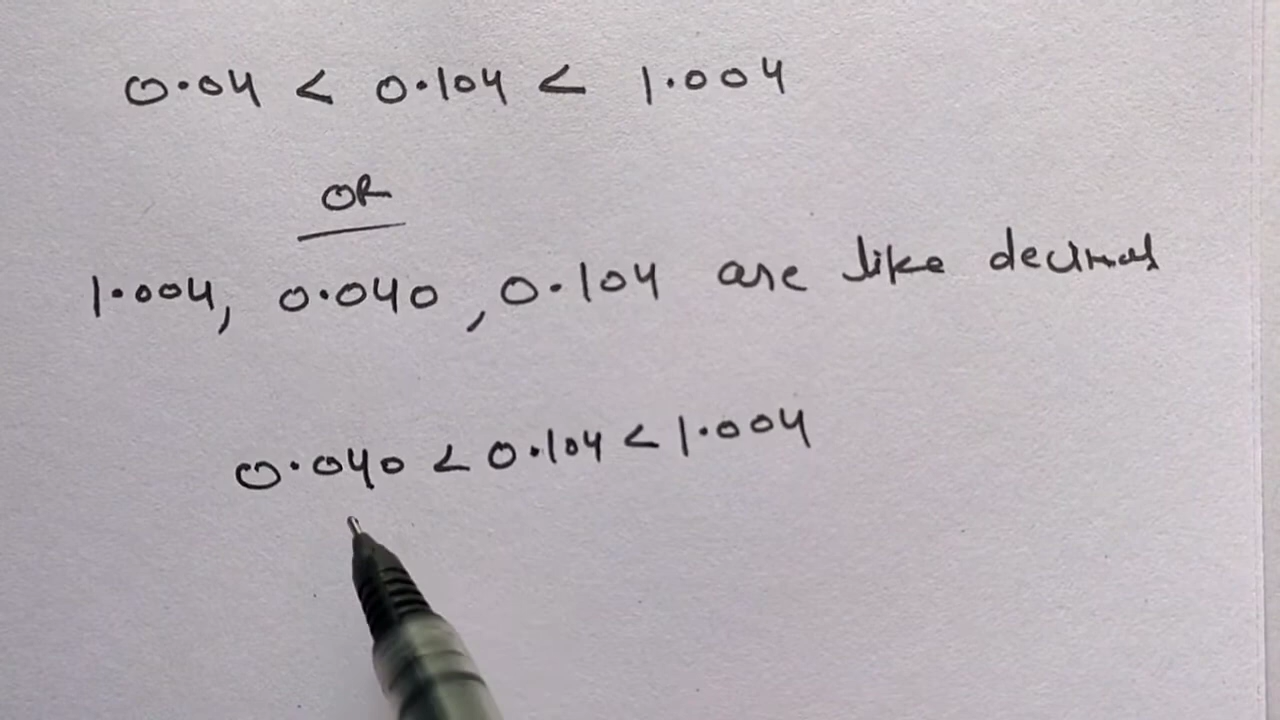 0.04 < 0.104 < 1.004
OR
1.004, 0.040, 0.104 are like decimal
0.040 < 0.104 < 1.004